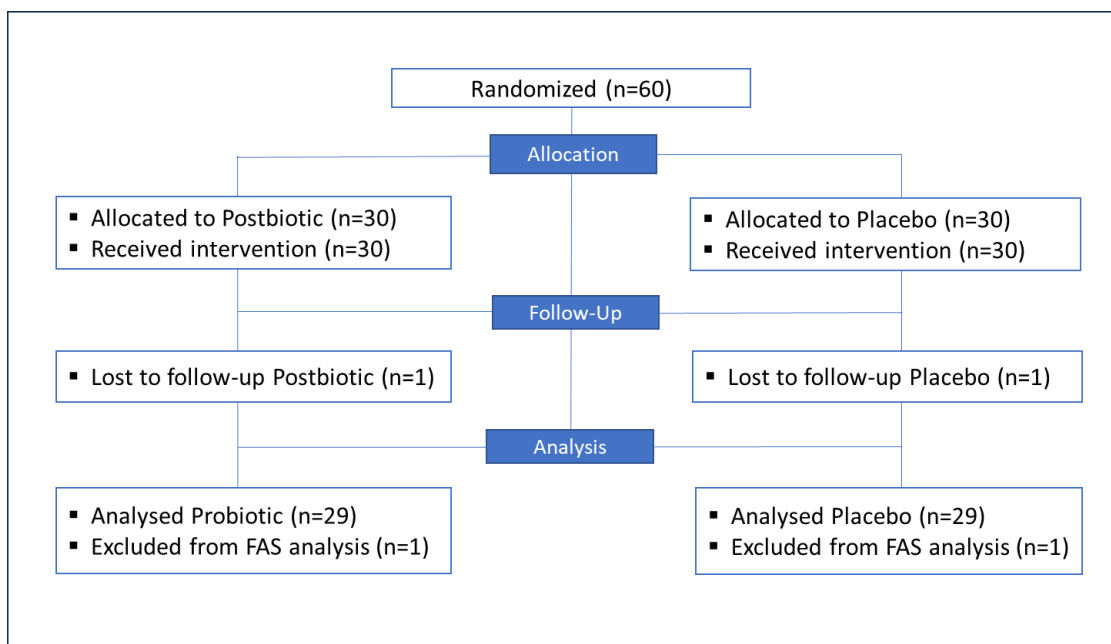 Randomized (n=60)
Allocation
▪ Allocated to Postbiotic (n=30)
▪ Received intervention (n=30)
▪ Allocated to Placebo (n=30)
▪ Received intervention (n=30)
Follow-Up
▪ Lost to follow-up Postbiotic (n=1)
▪ Lost to follow-up Placebo (n=1)
Analysis
▪ Analysed Probiotic (n=29)
▪ Excluded from FAS analysis (n=1)
▪ Analysed Placebo (n=29)
▪ Excluded from FAS analysis (n=1)